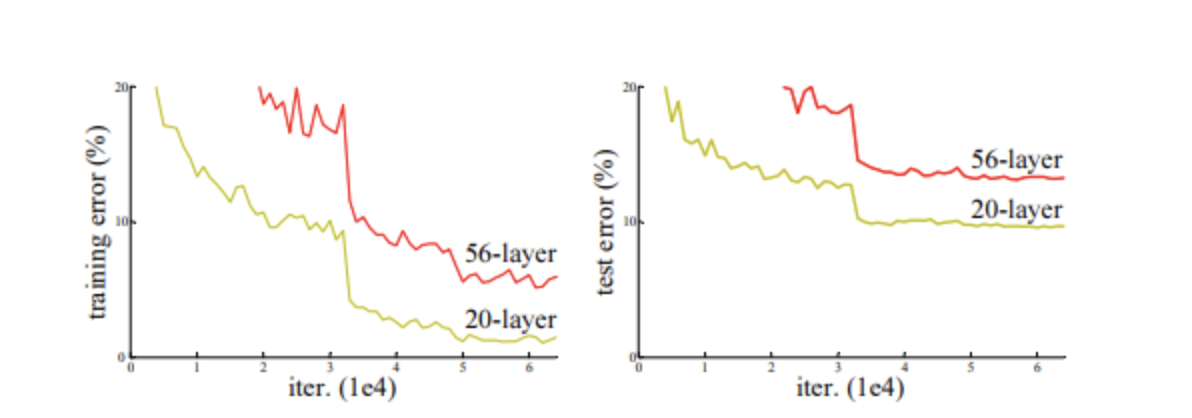 training error (%)
20
10
0
56-layer
20-layer
0 1 2 3 4 5 6
iter. (1e4)
test error (%)
20
10
0
56-layer
20-layer
0 1 2 3 4 5 6
iter. (1e4)